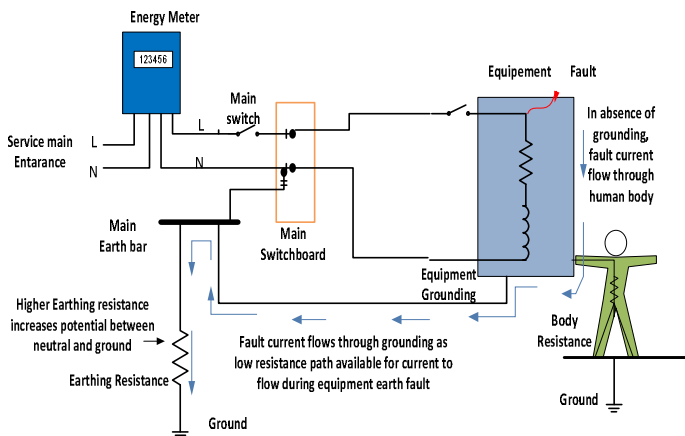 Energy Meter
123456
Main
switch
L
Service main
Entarance
L
N
N
Main
Switchboard
Main
Earth bar
Equipement Fault
In absence of
grounding,
fault current
flow through
human body
Equipment
Grounding
Body
Resistance
Higher Earthing resistance
increases potential between
neutral and ground
Earthing Resistance
Fault current flows through grounding as
low resistance path available for current to
flow during equipment earth fault
Ground
Ground